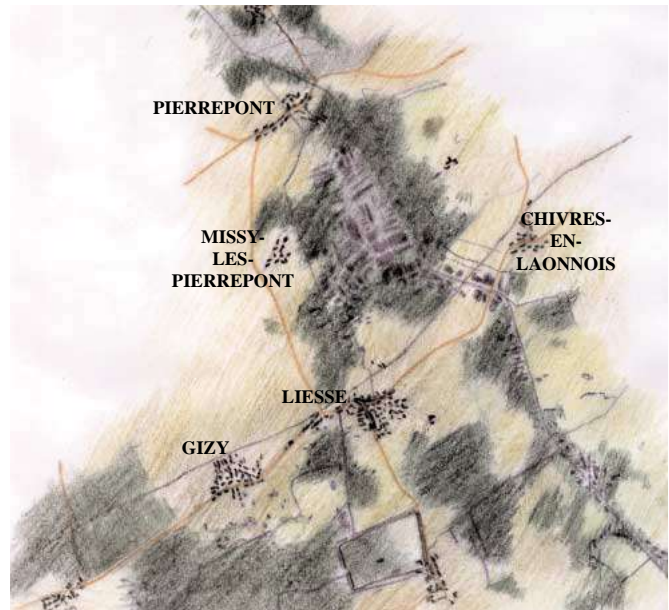 PIERREPONT
CHIVRES-
EN-
LAONNOIS
MISSY-
LES-
PIERREPONT
LIESSE
GIZY